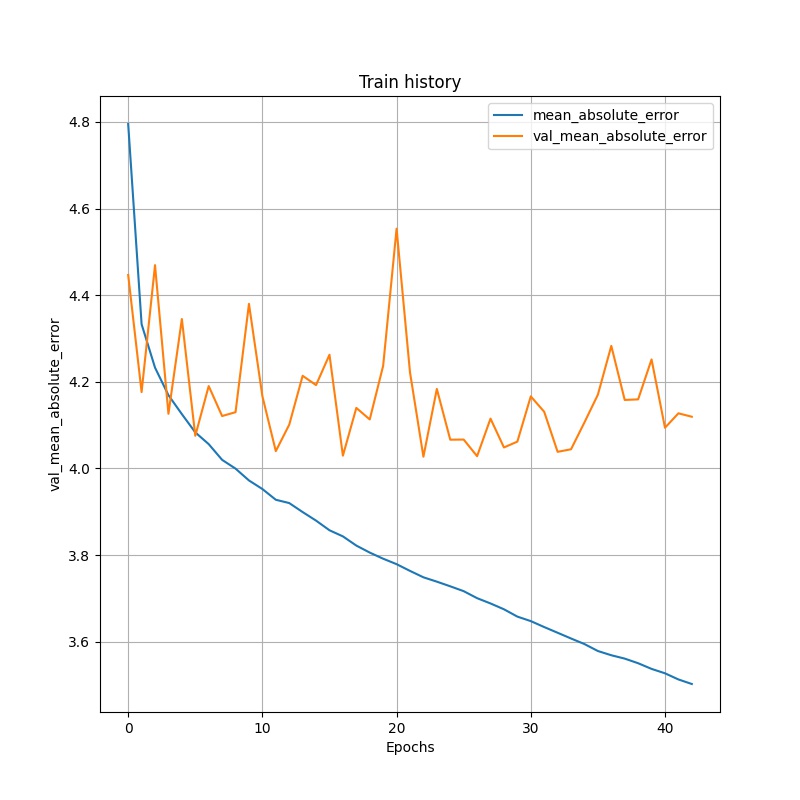 Train history
mean_absolute_error
val_mean_absolute_error
4.8
4.6
4.4
4.2
4.0
3.8
3.6
val_mean_absolute_error
0
10
20
30
40
Epochs